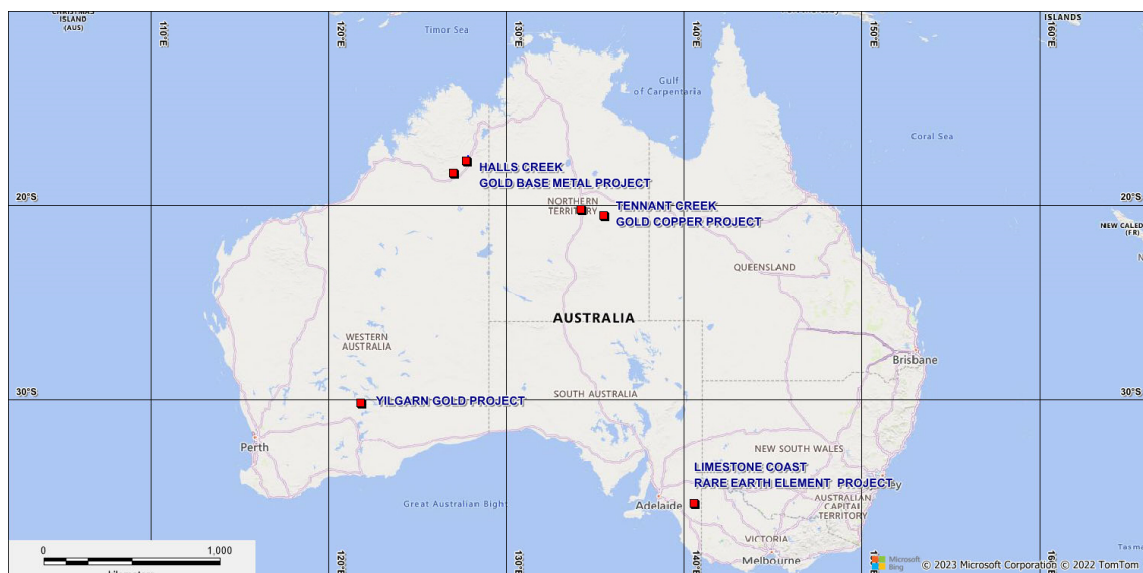 CHRISTMAS
ISLAND
(AUS)
110°E
120°E
Timor Sea
130°E
140°E
150°E
160°E
ISLANDS
Gulf
of Carpentaria
Coral Sea
HALLS CREEK
GOLD BASE METAL PROJECT
20°S
NORTHERN
TERRITORY
TENNANT CREEK
GOLD COPPER PROJECT
20°S
NEW CALED
(FR)
QUEENSLAND
AUSTRALIA
WESTERN
AUSTRALIA
Brisbane
30°S
YILGARN GOLD PROJECT
SOUTH AUSTRALIA
30°S
Perth
NEW SOUTH WALES
LIMESTONE COAST
RARE EARTH ELEMENT PROJECT
ey
Great Australian Bigh
Adelaide
AUSTRALIAN
CAPITAL
TERRITORY
VICTORIA
Tasma
0 1,000
120°E
130°E
140°E
Melbourne
Microsoft
Bing
© 2023 Microsoft Corporation © 2022 TomTom